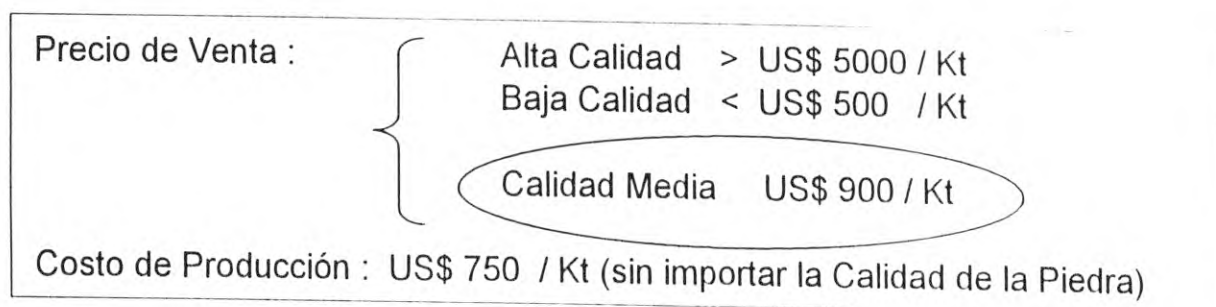 Precio de Venta :
Alta Calidad > US$ 5000 / Kt
Baja Calidad < US$ 500 / Kt
Calidad Media US$ 900 / Kt
Costo de Producción : US$ 750 / Kt (sin importar la Calidad de la Piedra)